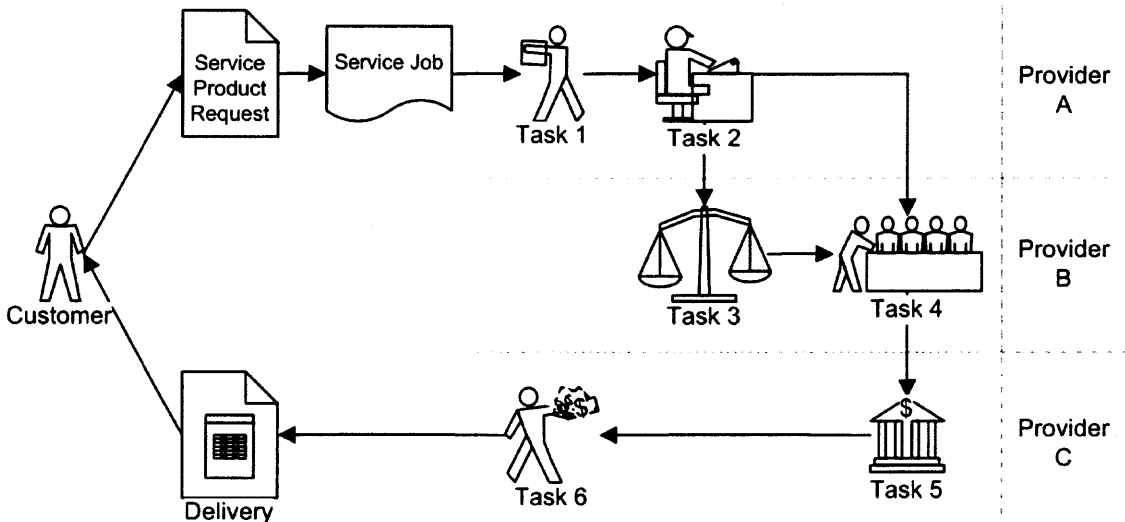 Service
Product
Request
Service Job
Task 1
Task 2
Provider
A
Customer
Task 3
Task 4
Provider
B
Delivery
Task 6
$
Task 5
Provider
C